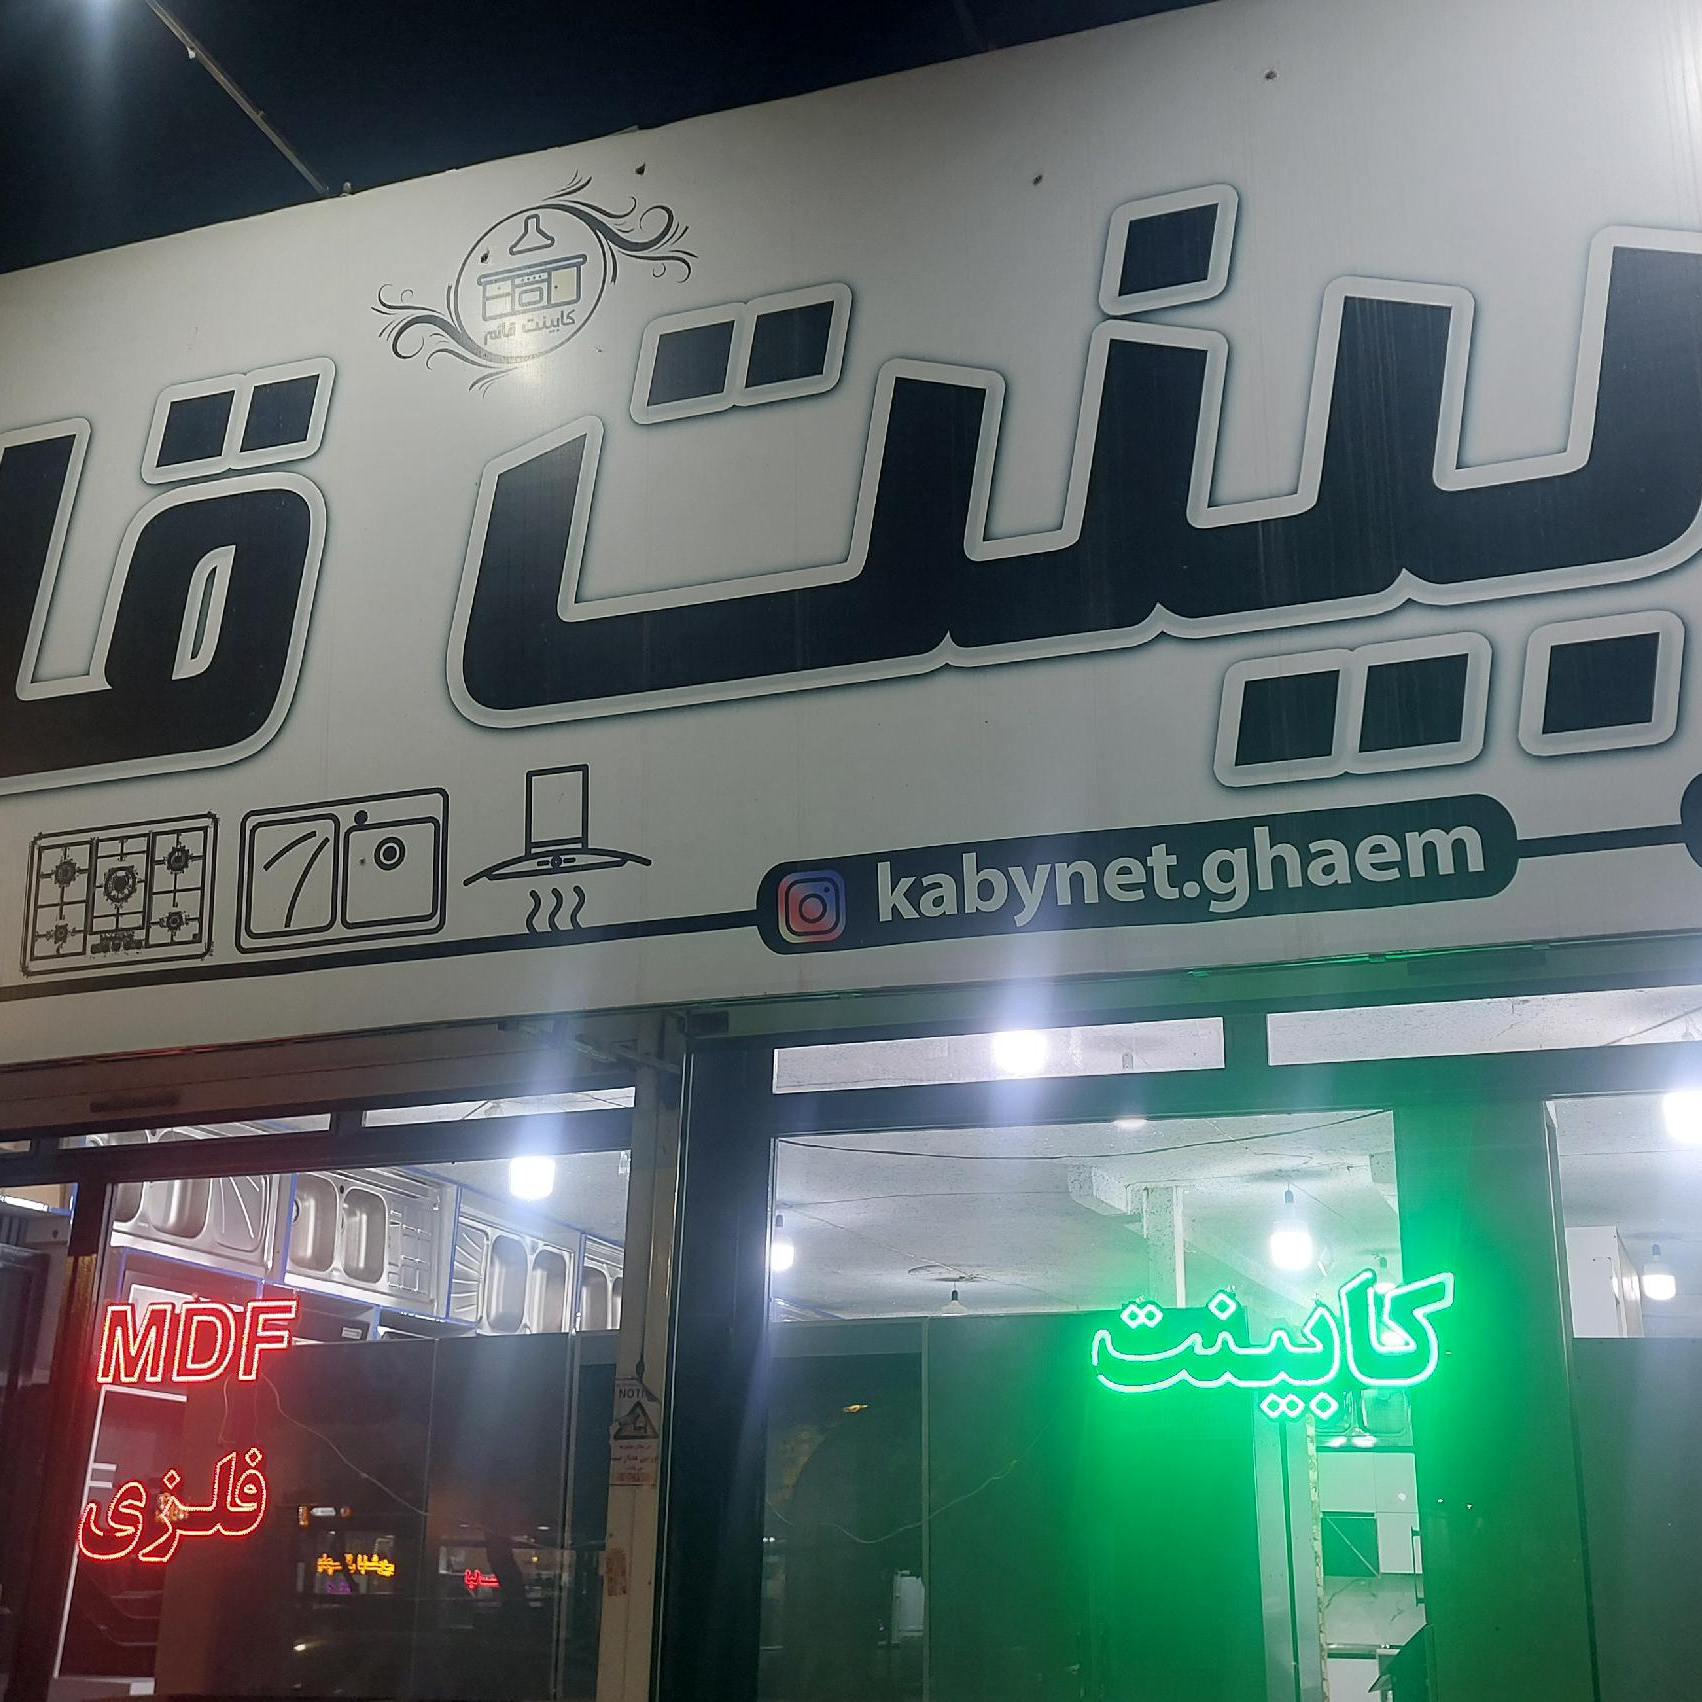 کابینت قائم
بینت قا
kabynet.ghaem
کابینت
MDF
فلزی